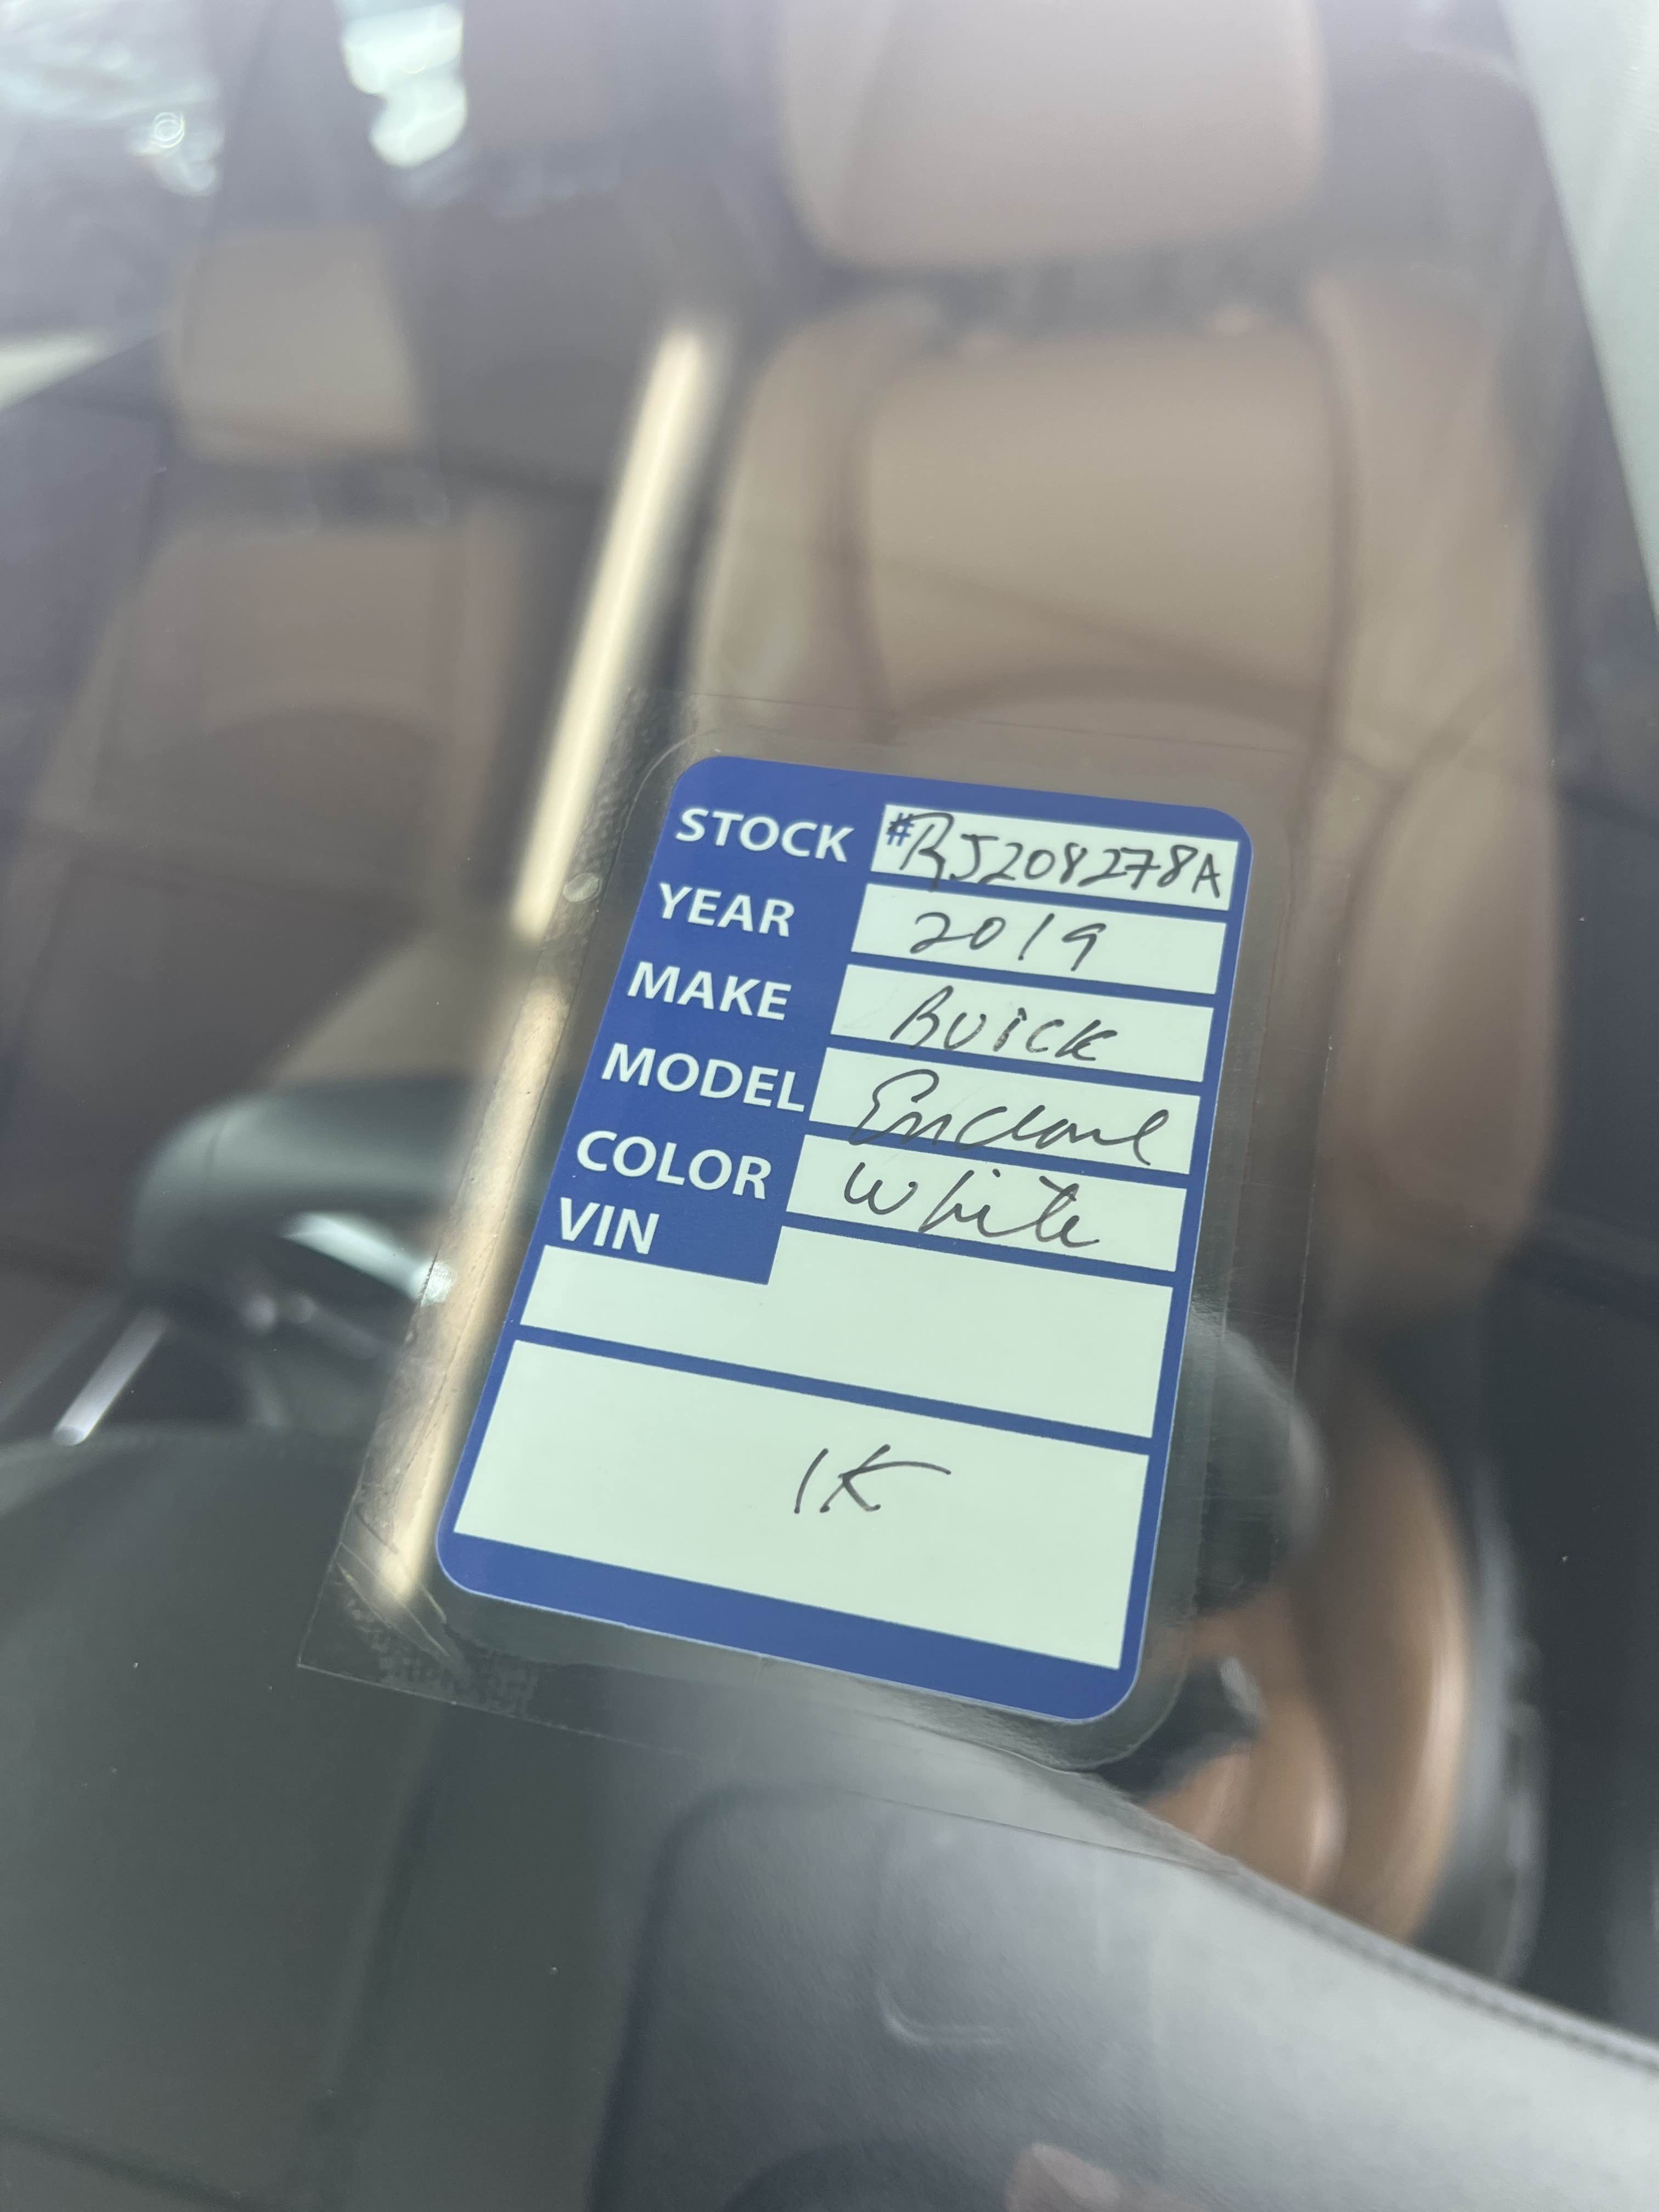 STOCK #RJ208278A
YEAR 2019
MAKE Buick
MODEL Enclave
COLOR White
VIN
1K